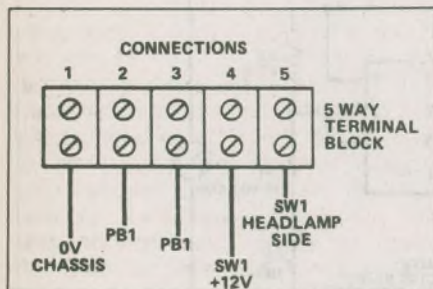 CONNECTIONS
1 2 3 4 5
5 WAY
TERMINAL
BLOCK
0V
CHASSIS
PB1
PB1
SW1
+12V
SW1
HEADLAMP
SIDE